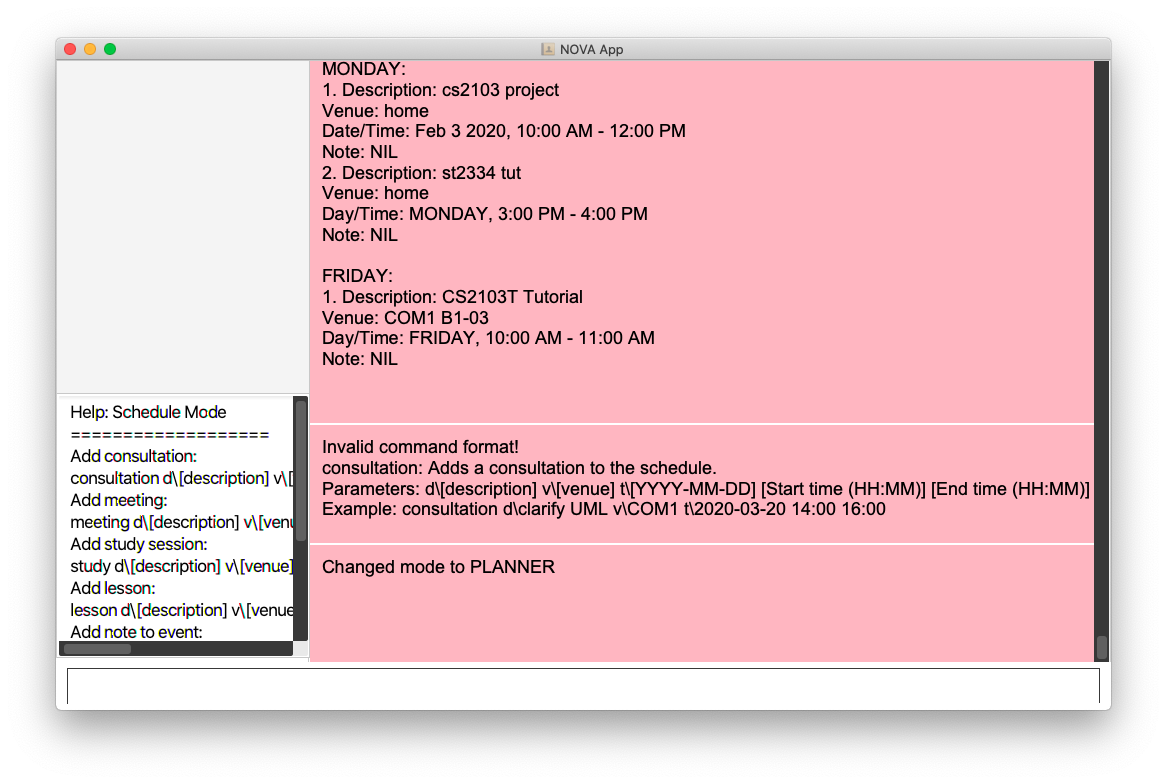 NOVA App
MONDAY:
1. Description: cs2103 project
Venue: home
Date/Time: Feb 3 2020, 10:00 AM - 12:00 PM
Note: NIL
2. Description: st2334 tut
Venue: home
Day/Time: MONDAY, 3:00 PM - 4:00 PM
Note: NIL
FRIDAY:
1. Description: CS2103T Tutorial
Venue: COM1 B1-03
Day/Time: FRIDAY, 10:00 AM - 11:00 AM
Note: NIL
Help: Schedule Mode
===================
Add consultation:
consultation d\[description] v\[
Add meeting:
meeting d\[description] v\[venu
Add study session:
study d\[description] v\[venue]
Add lesson:
lesson d\[description] v\[venue
Add note to event:
Invalid command format!
consultation: Adds a consultation to the schedule.
Parameters: d\[description] v\[venue] t\[YYYY-MM-DD] [Start time (HH:MM)] [End time (HH:MM)]
Example: consultation d\clarify UML v\COM1 t\2020-03-20 14:00 16:00
Changed mode to PLANNER